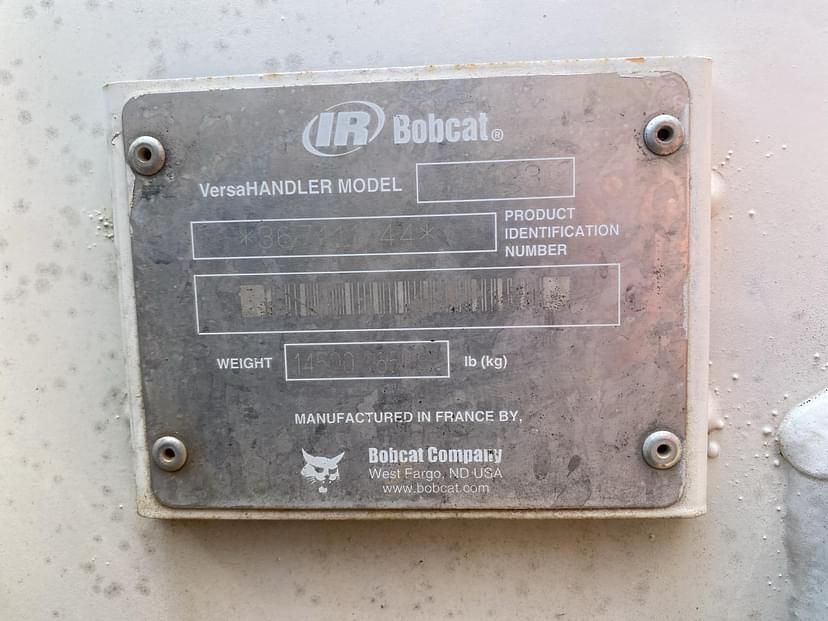 IR Bobcat®
VersaHANDLER MODEL
PRODUCT
IDENTIFICATION
NUMBER
WEIGHT lb (kg)
MANUFACTURED IN FRANCE BY,
Bobcat Company
West Fargo, ND USA
www.bobcat.com